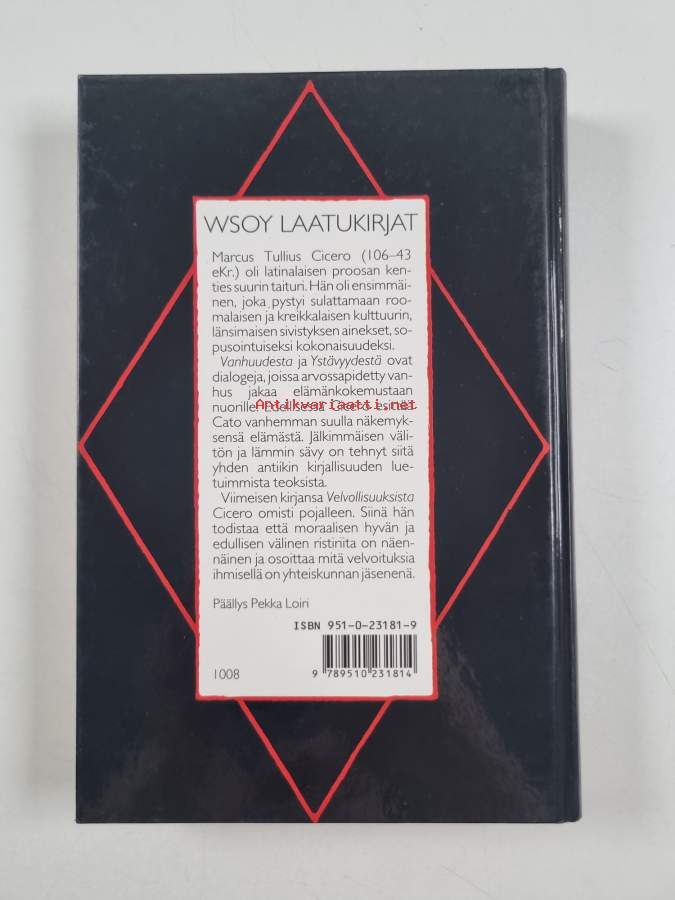 WSOY LAATUKIRJAT
Marcus Tullius Cicero (106–43
eKr.) oli latinalaisen proosan ken-
ties suurin taituri. Hän oli ensimmäi-
nen, joka pystyi sulattamaan roo-
malaisen ja kreikkalaisen kulttuurin,
länsimaisen sivistyksen ainekset, so-
pusointuiseksi kokonaisuudeksi.
Vanhuudesta ja Ystävyydestä ovat
dialogeja, joissa arvossapidetty van-
hus jakaa elämänkokemustaan
nuorille. Edellisessä Cicero esittää
Antikvariaatti.net
Cato vanhemman suulla näkemyk-
sensä elämästä. Jälkimmäisen väli-
tön ja lämmin sävy on tehnyt siitä
yhden antiikin kirjallisuuden lue-
tuimmista teoksista.
Viimeisen kirjansa Velvollisuuksista
Cicero omisti pojalleen. Siinä hän
todistaa että moraalisen hyvän ja
edullisen välinen ristiriita on näen-
näinen ja osoittaa mitä velvoituksia
ihmisellä on yhteiskunnan jäsenenä.
Päällys Pekka Loiri
ISBN 951-0-23181-9
1008
9 789510 231814